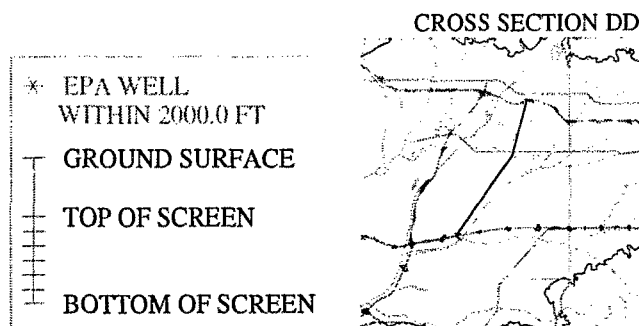 CROSS SECTION DD
EPA WELL
WITHIN 2000.0 FT
GROUND SURFACE
TOP OF SCREEN
BOTTOM OF SCREEN